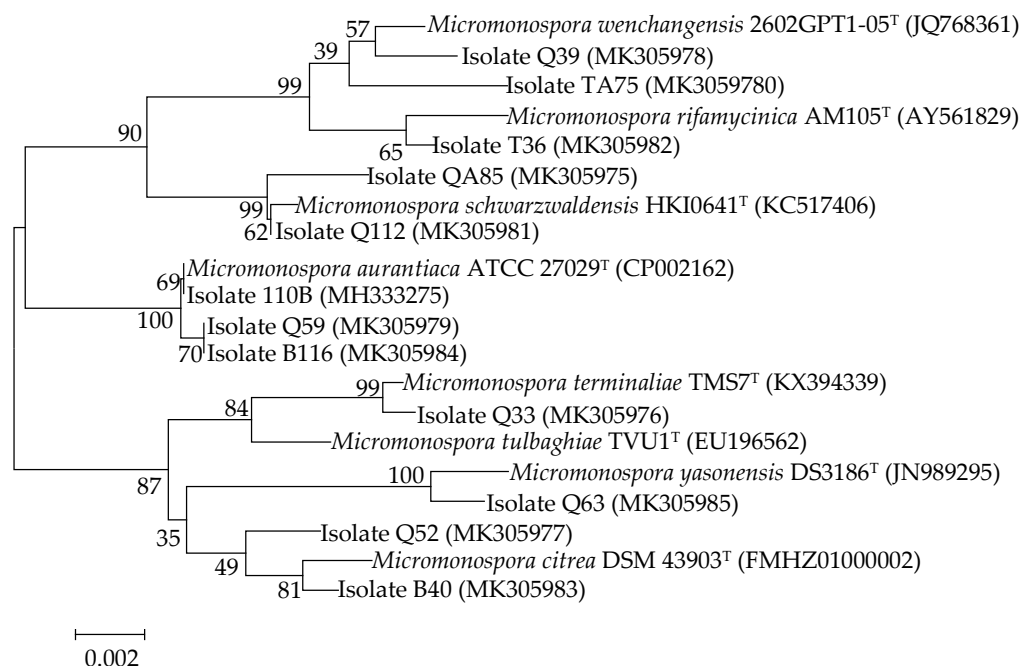 57 Micromonospora wenchangensis 2602GPT1-05ᵀ (JQ768361)
39 Isolate Q39 (MK305978)
99 Isolate TA75 (MK3059780)
Micromonospora rifamycinica AM105ᵀ (AY561829)
90
65 Isolate T36 (MK305982)
Isolate QA85 (MK305975)
99 Micromonospora schwarzwaldensis HKI0641ᵀ (KC517406)
62 Isolate Q112 (MK305981)
69 Micromonospora aurantiaca ATCC 27029ᵀ (CP002162)
Isolate 110B (MH333275)
100 Isolate Q59 (MK305979)
70 Isolate B116 (MK305984)
99 Micromonospora terminaliae TMS7ᵀ (KX394339)
84 Isolate Q33 (MK305976)
Micromonospora tulbaghiae TVU1ᵀ (EU196562)
87 100 Micromonospora yasonensis DS3186ᵀ (JN989295)
Isolate Q63 (MK305985)
35 Isolate Q52 (MK305977)
49 Micromonospora citrea DSM 43903ᵀ (FMHZ01000002)
81 Isolate B40 (MK305983)
0.002